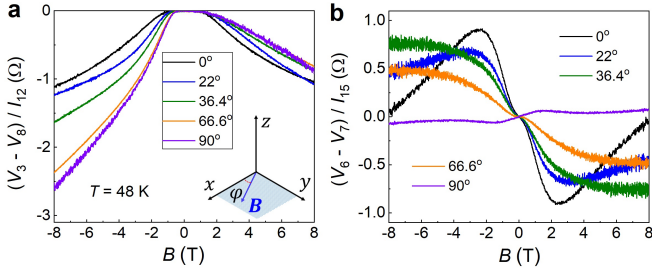 a
(V3 - V8) / I12 (Ω)
0
-1
-2
-3
0°
22°
36.4°
66.6°
90°
T = 48 K
z
x
y
φ
B
-8 -6 -4 -2 0 2 4 6 8
B (T)
b
(V6 - V7) / I15 (Ω)
1.0
0.5
0.0
-0.5
-1.0
0°
22°
36.4°
66.6°
90°
-8 -6 -4 -2 0 2 4 6 8
B (T)